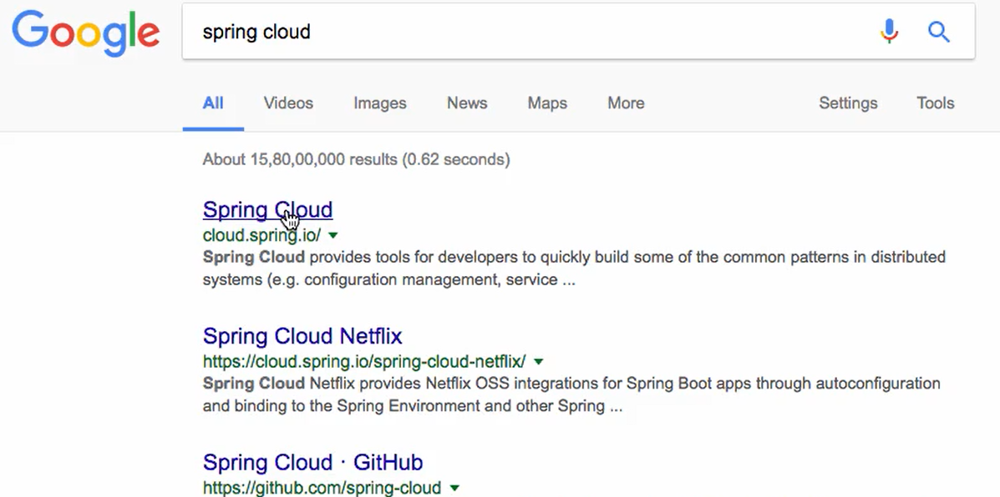 Google
spring cloud
All Videos Images News Maps More Settings Tools
About 15,80,00,000 results (0.62 seconds)
Spring Cloud
cloud.spring.io/
Spring Cloud provides tools for developers to quickly build some of the common patterns in distributed
systems (e.g. configuration management, service ...
Spring Cloud Netflix
https://cloud.spring.io/spring-cloud-netflix/
Spring Cloud Netflix provides Netflix OSS integrations for Spring Boot apps through autoconfiguration
and binding to the Spring Environment and other Spring ...
Spring Cloud · GitHub
https://github.com/spring-cloud